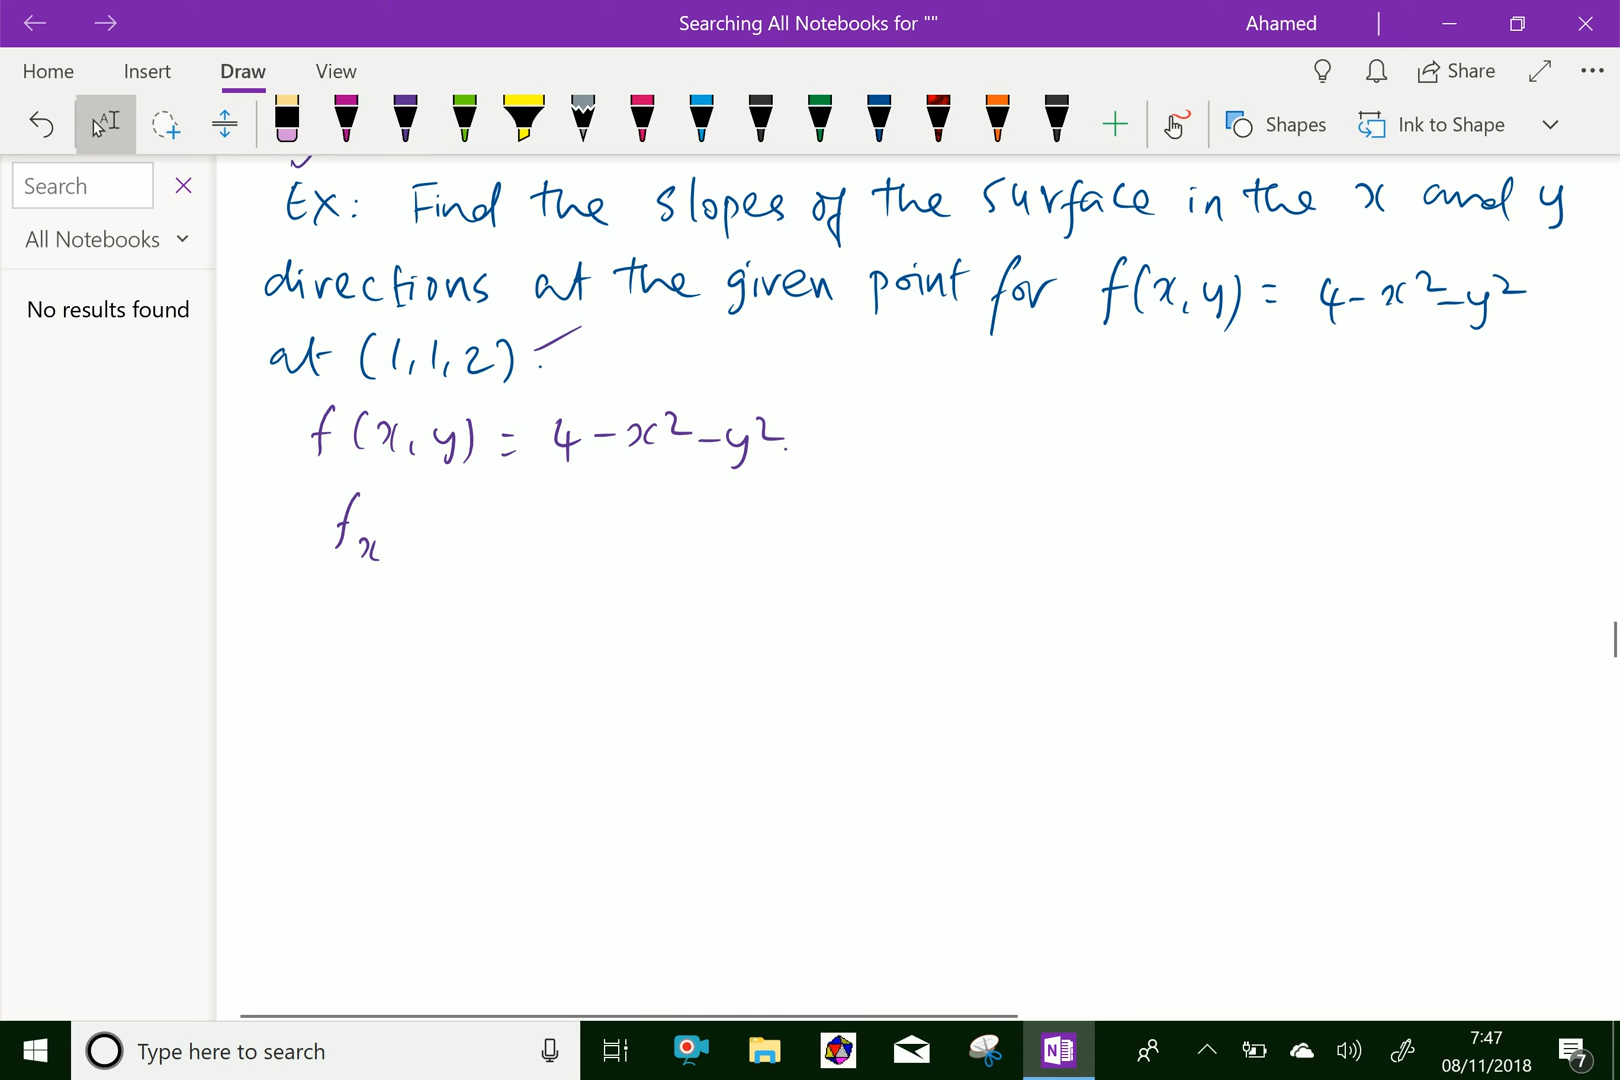 Searching All Notebooks for ""
Ahamed
Home Insert Draw View
Share
Shapes
Ink to Shape
Search
All Notebooks
No results found
Ex: Find the slopes of the surface in the x and y
directions at the given point for f(x,y) = 4-x²-y²
at (1,1,2).
f(x,y) = 4-x²-y².
fₓ
Type here to search
7:47
08/11/2018
7